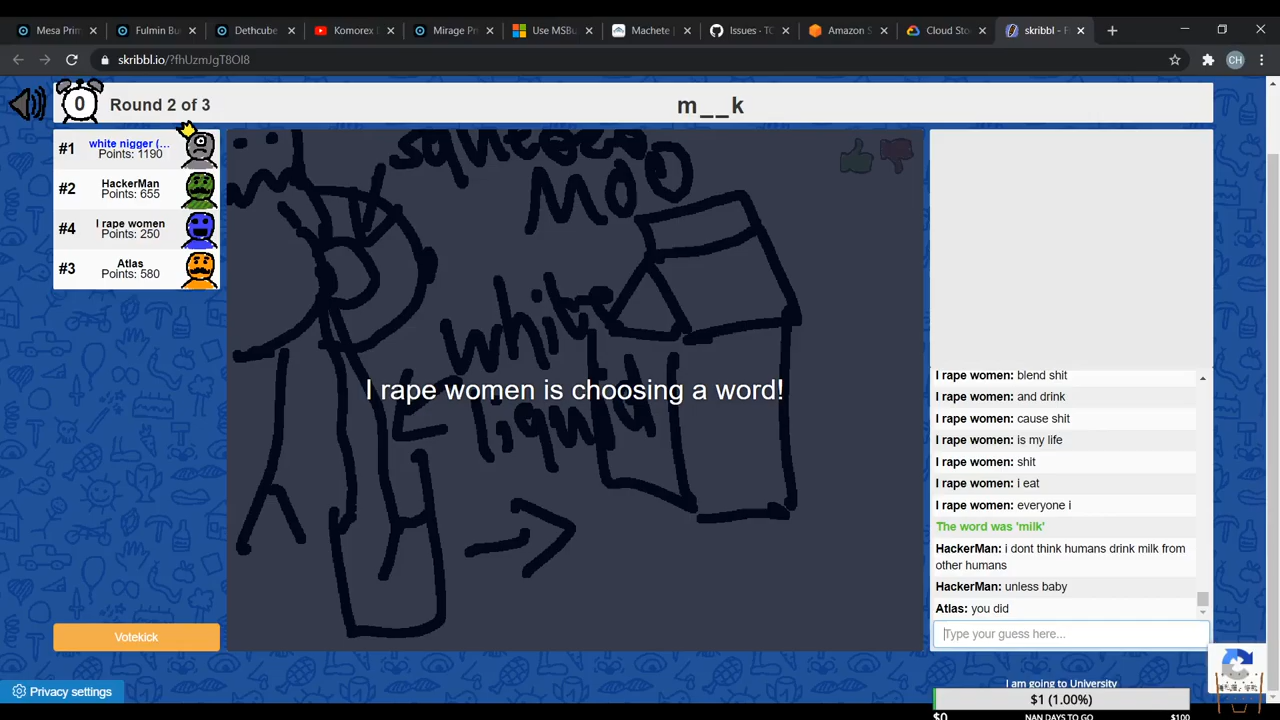 Mesa Prim
Fulmin Bu
Dethcube
Komorex
Mirage Pr
Use MSBu
Machete
Issues · TC
Amazon S
Cloud Sto
skribbl - F
skribbl.io/?fhUzmJgT8OI8
CH
0
Round 2 of 3
m__k
#1
white nigger (...
Points: 1190
#2
HackerMan
Points: 655
#4
I rape women
Points: 250
#3
Atlas
Points: 580
squeezes
MOO
white
liquid
I rape women is choosing a word!
I rape women: blend shit
I rape women: and drink
I rape women: cause shit
I rape women: is my life
I rape women: shit
I rape women: i eat
I rape women: everyone i
The word was 'milk'
HackerMan: i dont think humans drink milk from
other humans
HackerMan: unless baby
Atlas: you did
Type your guess here...
Votekick
Privacy settings
I am going to University
$1 (1.00%)
$0
NAN DAYS TO GO
$100